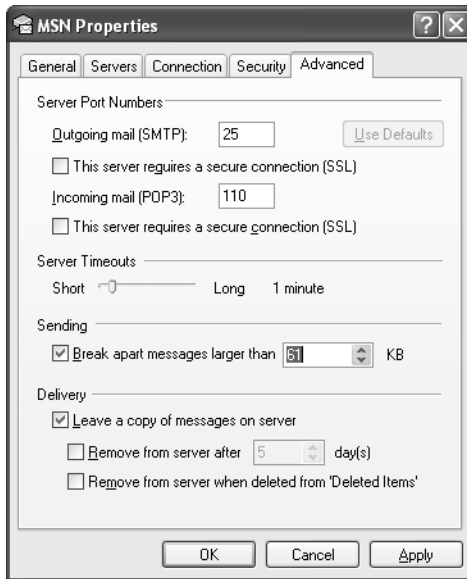 MSN Properties
General Servers Connection Security Advanced
Server Port Numbers
Outgoing mail (SMTP): 25 Use Defaults
This server requires a secure connection (SSL)
Incoming mail (POP3): 110
This server requires a secure connection (SSL)
Server Timeouts
Short Long 1 minute
Sending
Break apart messages larger than 61 KB
Delivery
Leave a copy of messages on server
Remove from server after 5 day(s)
Remove from server when deleted from 'Deleted Items'
OK Cancel Apply